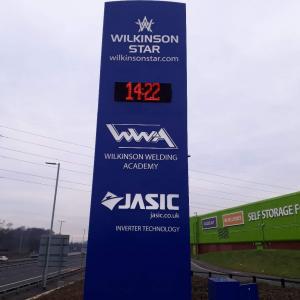 WILKINSON
STAR
wilkinsonstar.com
14:22
WWA
WILKINSON WELDING
ACADEMY
JASIC
jasic.co.uk
INVERTER TECHNOLOGY
SELF STORAGE